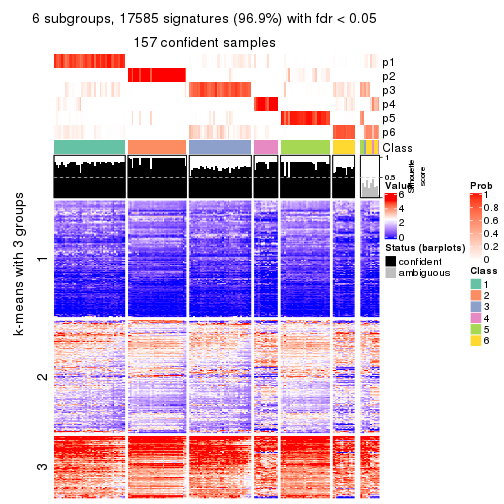 6 subgroups, 17585 signatures (96.9%) with fdr < 0.05
157 confident samples
p1
p2
p3
p4
p5
p6
Class
1
0.5
0
Silhouette
score
k-means with 3 groups
1
2
3
Value
6
4
2
0
Status (barplots)
confident
ambiguous
Prob
1
0.8
0.6
0.4
0.2
0
Class
1
2
3
4
5
6